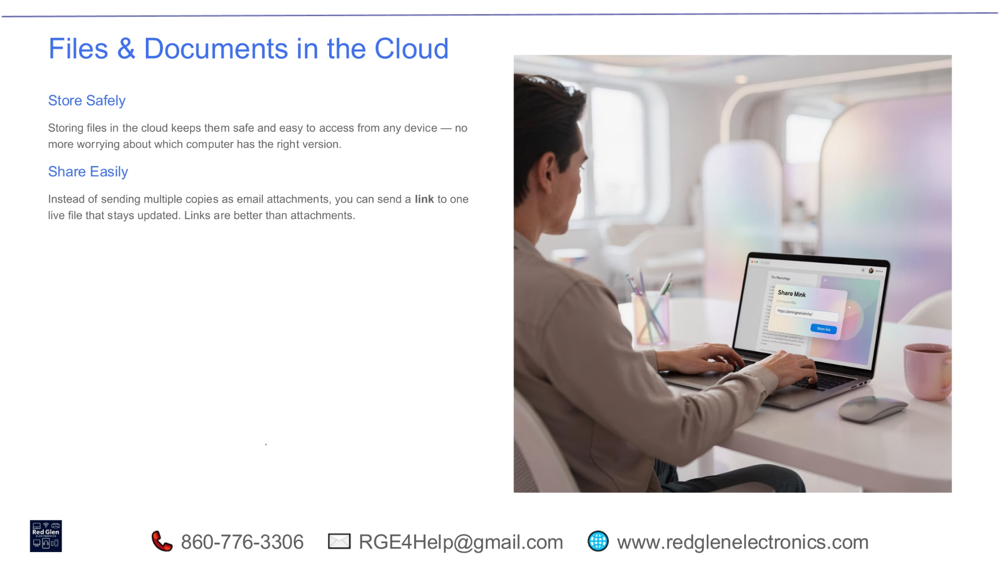 Files & Documents in the Cloud
Store Safely
Storing files in the cloud keeps them safe and easy to access from any device — no
more worrying about which computer has the right version.
Share Easily
Instead of sending multiple copies as email attachments, you can send a link to one
live file that stays updated. Links are better than attachments.
.
Share Mink
Share link
Red Glen
ELECTRONICS
860-776-3306
RGE4Help@gmail.com
www.redglenelectronics.com